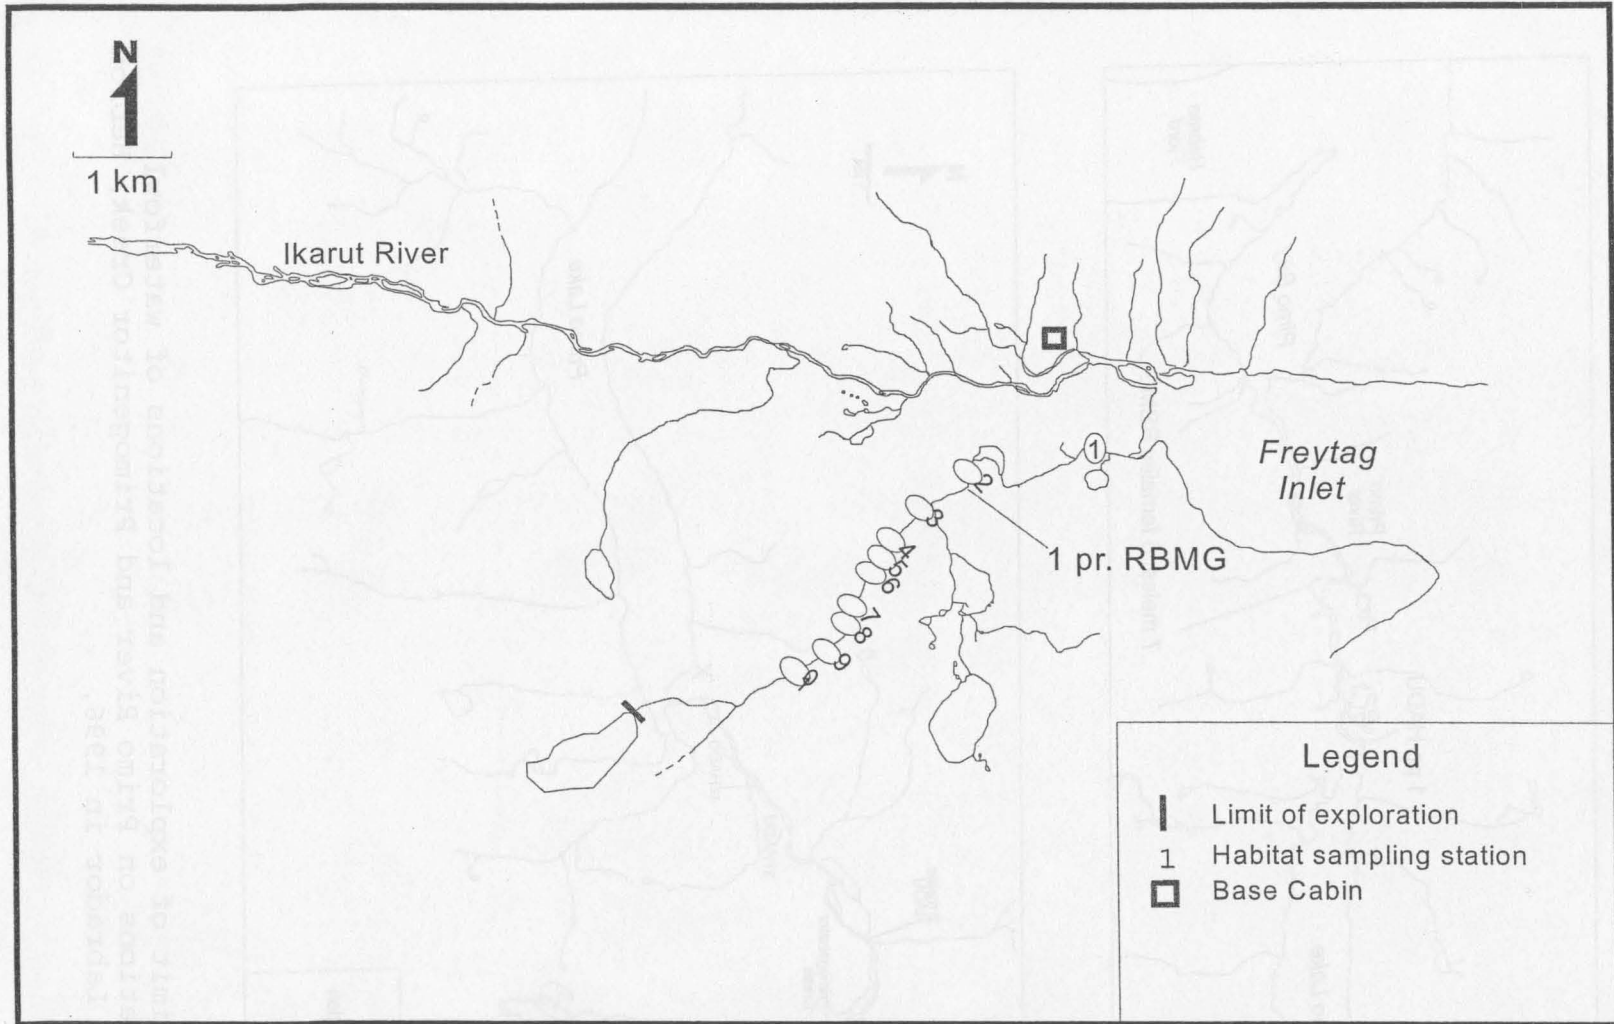 N
1 km
Ikarut River
Freytag
Inlet
1
2
3
4
5
6
7
8
9
10
1 pr. RBMG
Legend
Limit of exploration
1 Habitat sampling station
Base Cabin